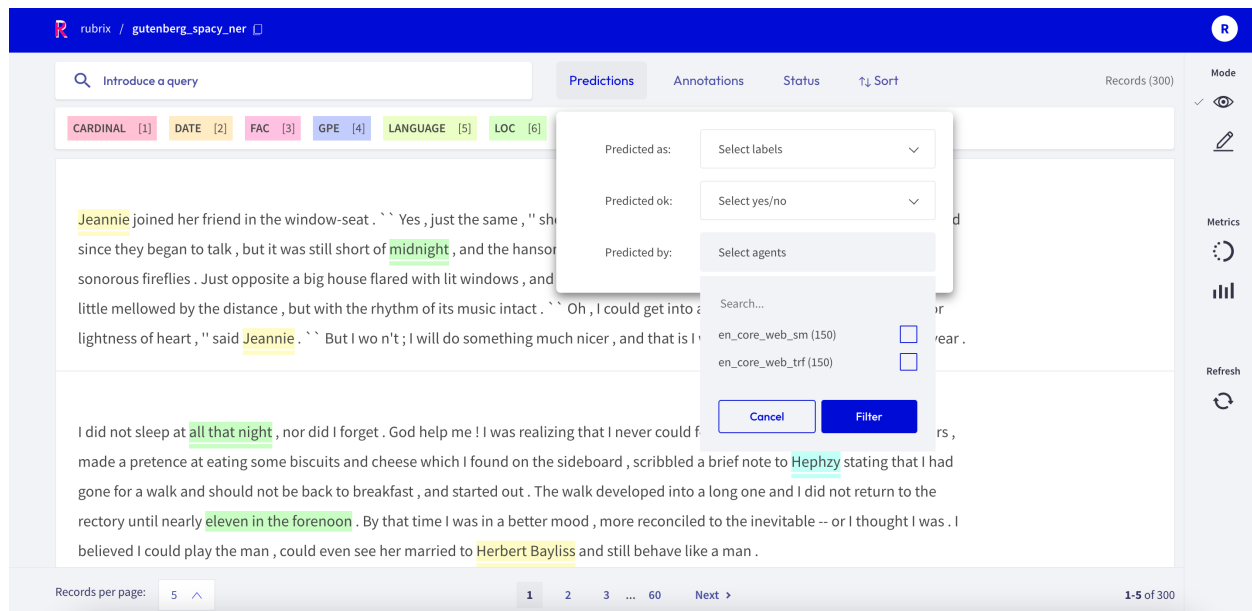 R rubrix / gutenberg_spacy_ner
R
Introduce a query
Predictions Annotations Status ↑↓ Sort
Records (300)
CARDINAL [1] DATE [2] FAC [3] GPE [4] LANGUAGE [5] LOC [6]
Predicted as: Select labels
Predicted ok: Select yes/no
Predicted by: Select agents
Search...
en_core_web_sm (150)
en_core_web_trf (150)
Cancel Filter
Jeannie joined her friend in the window-seat . `` Yes , just the same , '' sh
since they began to talk , but it was still short of midnight , and the hansor
sonorous fireflies . Just opposite a big house flared with lit windows , and
little mellowed by the distance , but with the rhythm of its music intact . `` Oh , I could get into a or
lightness of heart , '' said Jeannie . `` But I wo n't ; I will do something much nicer , and that is I year .
I did not sleep at all that night , nor did I forget . God help me ! I was realizing that I never could f rs ,
made a pretence at eating some biscuits and cheese which I found on the sideboard , scribbled a brief note to Hephzy stating that I had
gone for a walk and should not be back to breakfast , and started out . The walk developed into a long one and I did not return to the
rectory until nearly eleven in the forenoon . By that time I was in a better mood , more reconciled to the inevitable -- or I thought I was . I
believed I could play the man , could even see her married to Herbert Bayliss and still behave like a man .
Records per page: 5
1 2 3 ... 60 Next >
1-5 of 300
Mode
Metrics
Refresh